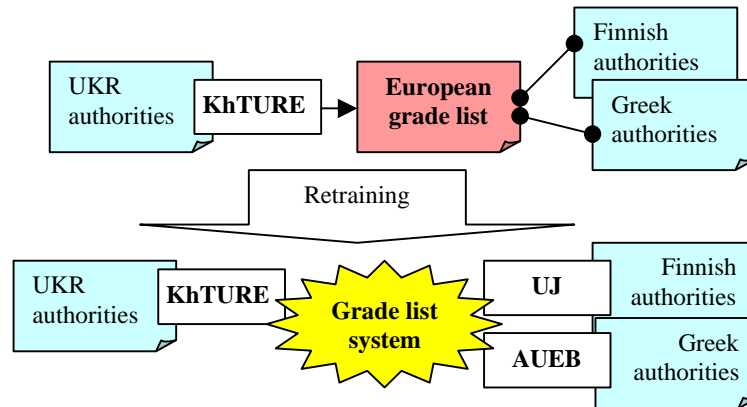 UKR
authorities
KhTURE
European
grade list
Finnish
authorities
Greek
authorities
Retraining
UKR
authorities
KhTURE
Grade list
system
UJ
AUEB
Finnish
authorities
Greek
authorities